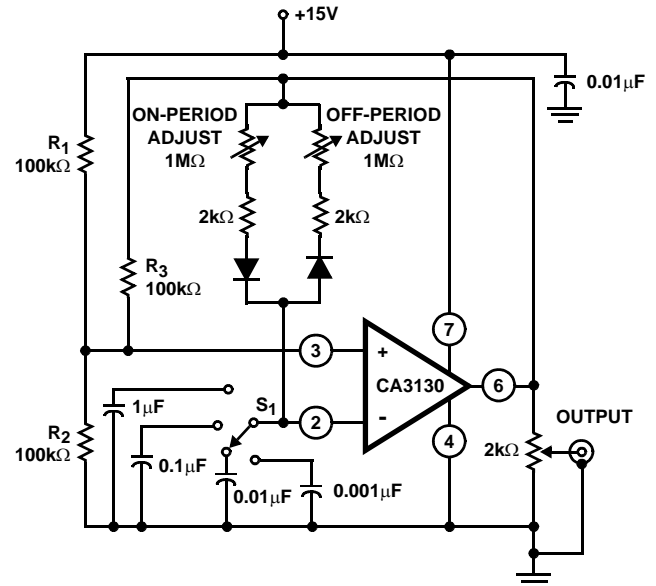 +15V
0.01μF
ON-PERIOD
ADJUST
1MΩ
OFF-PERIOD
ADJUST
1MΩ
R1
100kΩ
2kΩ
2kΩ
R3
100kΩ
7
3
+
CA3130
6
OUTPUT
1μF
S1
2
-
4
R2
100kΩ
0.1μF
0.01μF
0.001μF
2kΩ